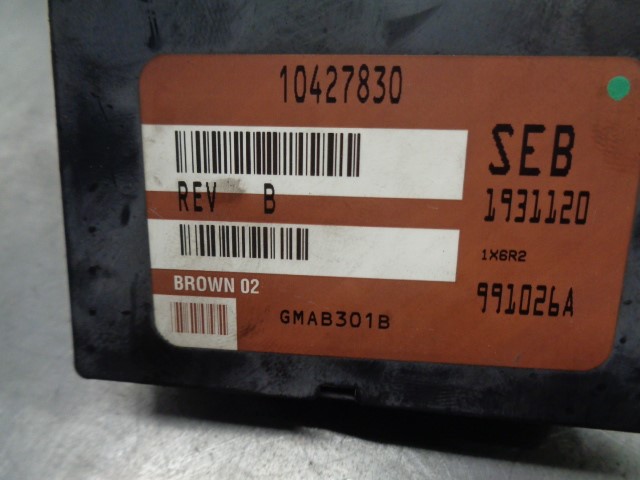 10427830
SEB
REV B
1931120
1X6R2
BROWN 02
991026A
GMAB301B